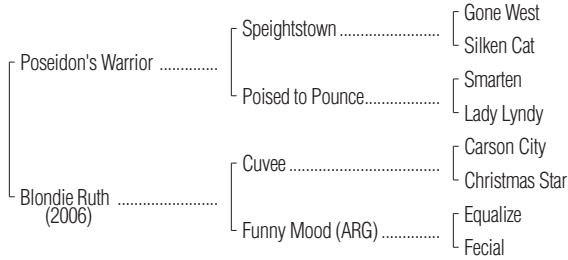 Gone West
Speightstown ...................
Silken Cat
Poseidon's Warrior .............
Smarten
Poised to Pounce..................
Lady Lyndy
Carson City
Cuvee ....................................
Christmas Star
Blondie Ruth .......................
(2006)
Equalize
Funny Mood (ARG) ..............
Fecial